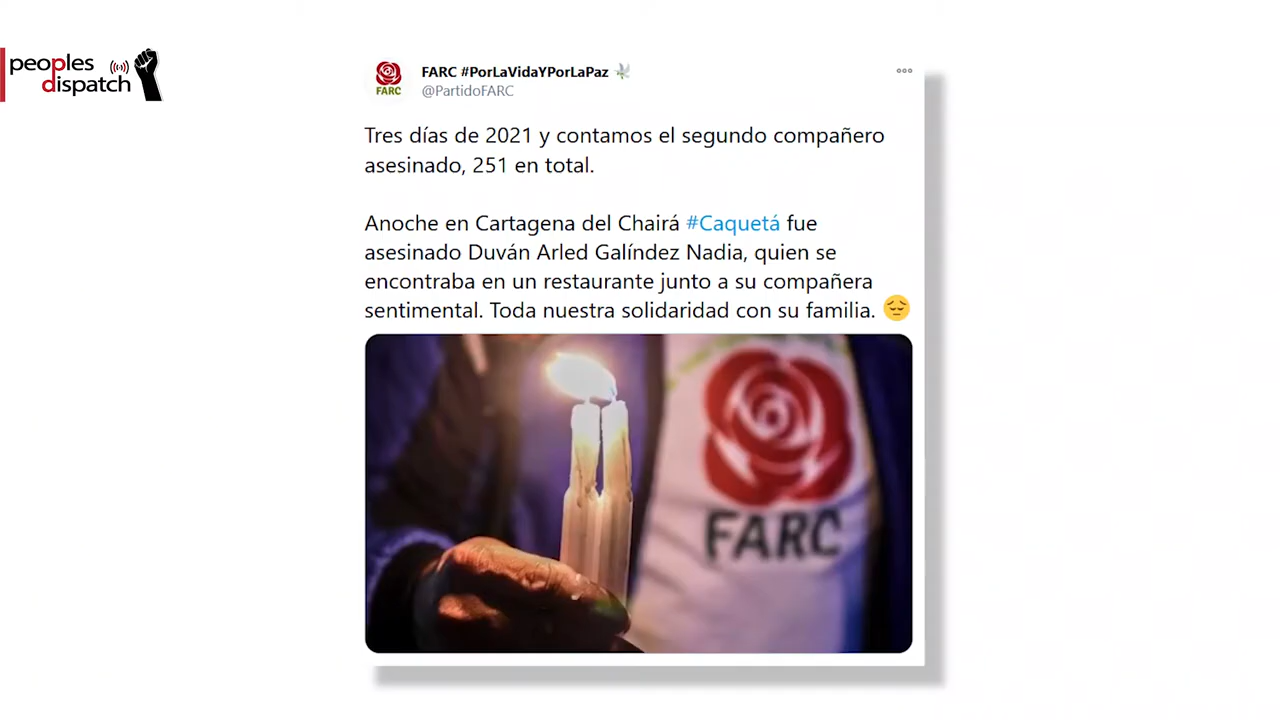 peoples
dispatch
FARC #PorLaVidaYPorLaPaz 🕊
@PartidoFARC
FARC
Tres días de 2021 y contamos el segundo compañero
asesinado, 251 en total.
Anoche en Cartagena del Chairá #Caquetá fue
asesinado Duván Arled Galíndez Nadia, quien se
encontraba en un restaurante junto a su compañera
sentimental. Toda nuestra solidaridad con su familia. 😔
FARC